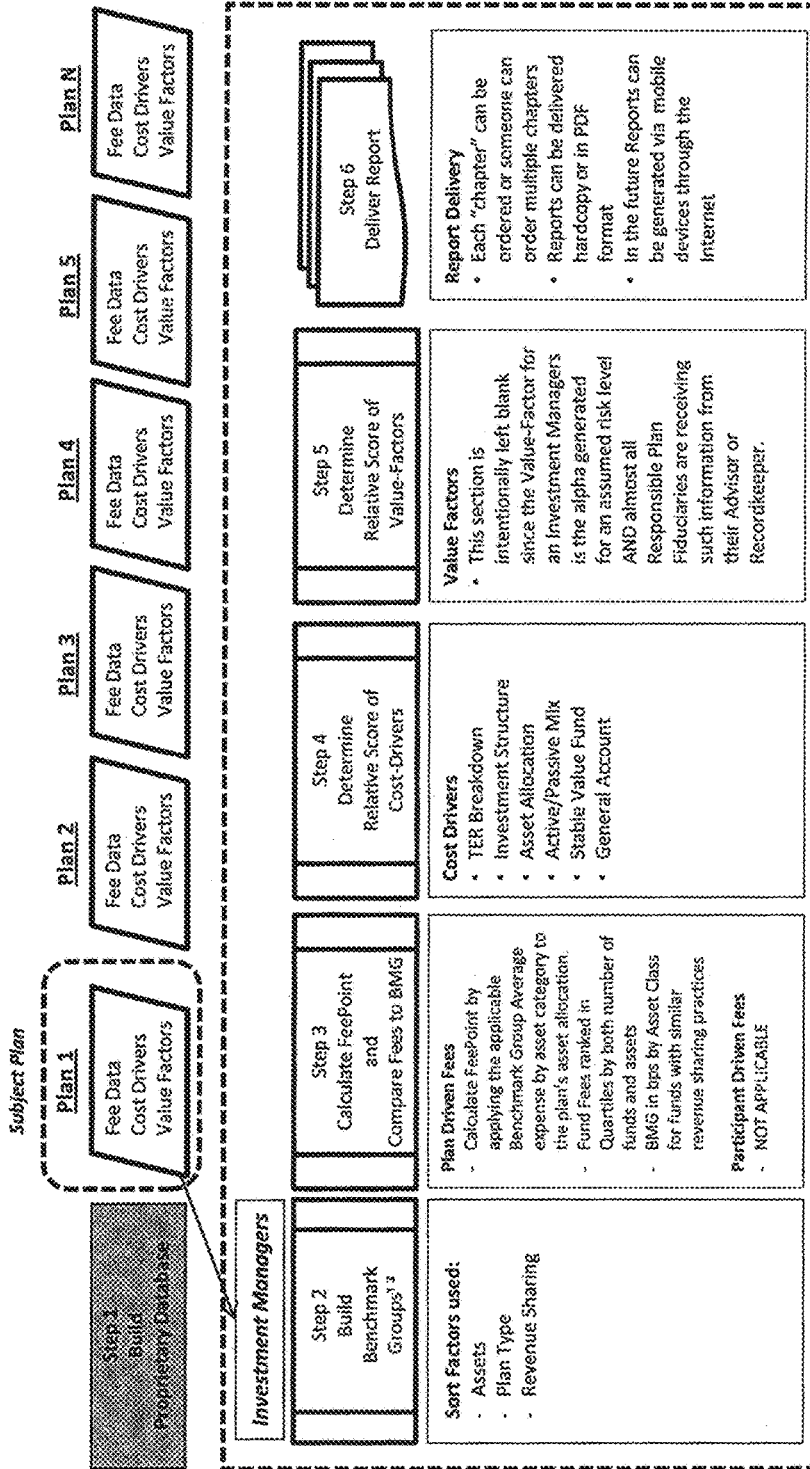 Subject Plan
Step 1
Build
Proprietary Database
Plan 1
Fee Data
Cost Drivers
Value Factors
Plan 2
Fee Data
Cost Drivers
Value Factors
Plan 3
Fee Data
Cost Drivers
Value Factors
Plan 4
Fee Data
Cost Drivers
Value Factors
Plan 5
Fee Data
Cost Drivers
Value Factors
Plan N
Fee Data
Cost Drivers
Value Factors
Investment Managers
Step 2
Build
Benchmark
Groups
Sort Factors used:
- Assets
- Plan Type
- Revenue Sharing
Step 3
Calculate FeePoint
and
Compare Fees to BMG
Plan Driven Fees
- Calculate FeePoint by
applying the applicable
Benchmark Group Average
expense by asset category to
the plan's asset allocation.
- Fund Fees ranked in
Quartiles by both number of
funds and assets
- BMG in bps by Asset Class
for funds with similar
revenue sharing practices
Participant Driven Fees
- NOT APPLICABLE
Step 4
Determine
Relative Score of
Cost-Drivers
Cost Drivers
• TER Breakdown
• Investment Structure
• Asset Allocation
• Active/Passive Mix
• Stable Value Fund
• General Account
Step 5
Determine
Relative Score of
Value-Factors
Value Factors
• This section is
intentionally left blank
since the Value-Factor for
an Investment Managers
is the alpha generated
for an assumed risk level
AND almost all
Responsible Plan
Fiduciaries are receiving
such information from
their Advisor or
Recordkeeper.
Step 6
Deliver Report
Report Delivery
• Each "chapter" can be
ordered or someone can
order multiple chapters
• Reports can be delivered
hardcopy or in PDF
format
• In the future Reports can
be generated via mobile
devices through the
Internet